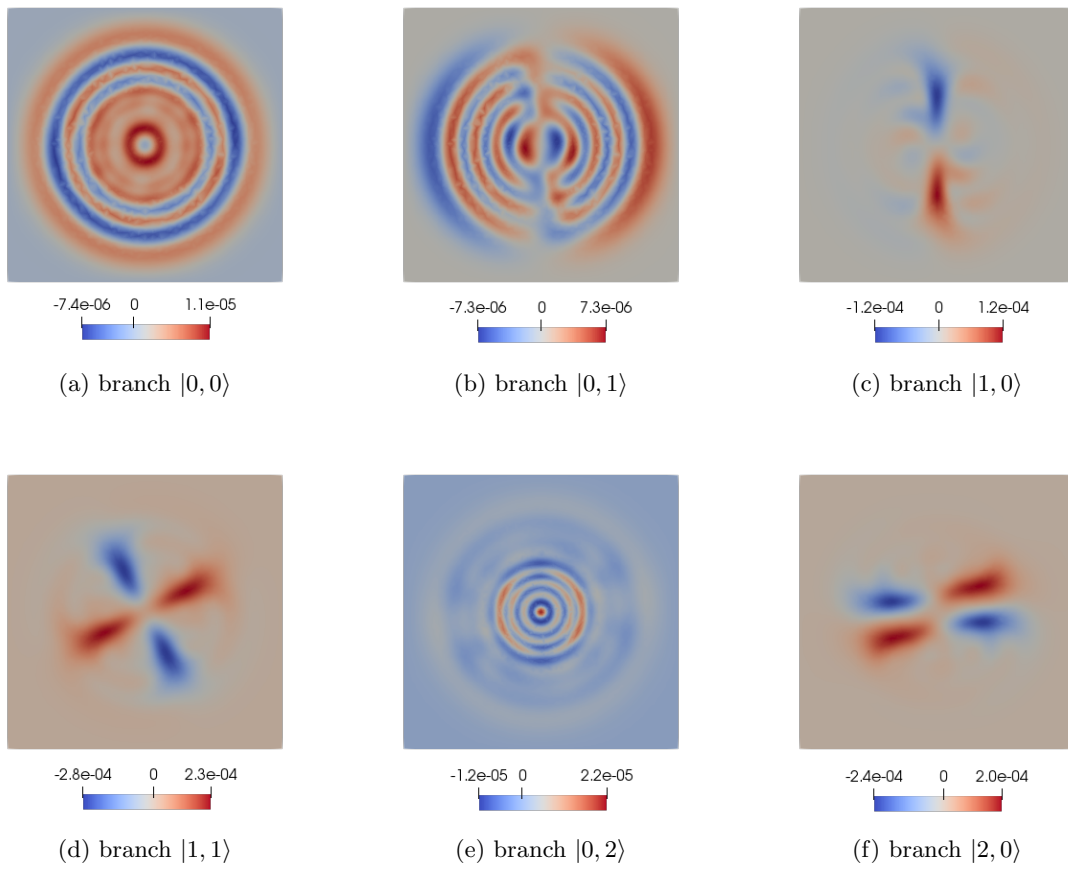 -7.4e-06 0 1.1e-05
-7.3e-06 0 7.3e-06
-1.2e-04 0 1.2e-04
(a) branch |0, 0⟩
(b) branch |0, 1⟩
(c) branch |1, 0⟩
-2.8e-04 0 2.3e-04
-1.2e-05 0 2.2e-05
-2.4e-04 0 2.0e-04
(d) branch |1, 1⟩
(e) branch |0, 2⟩
(f) branch |2, 0⟩